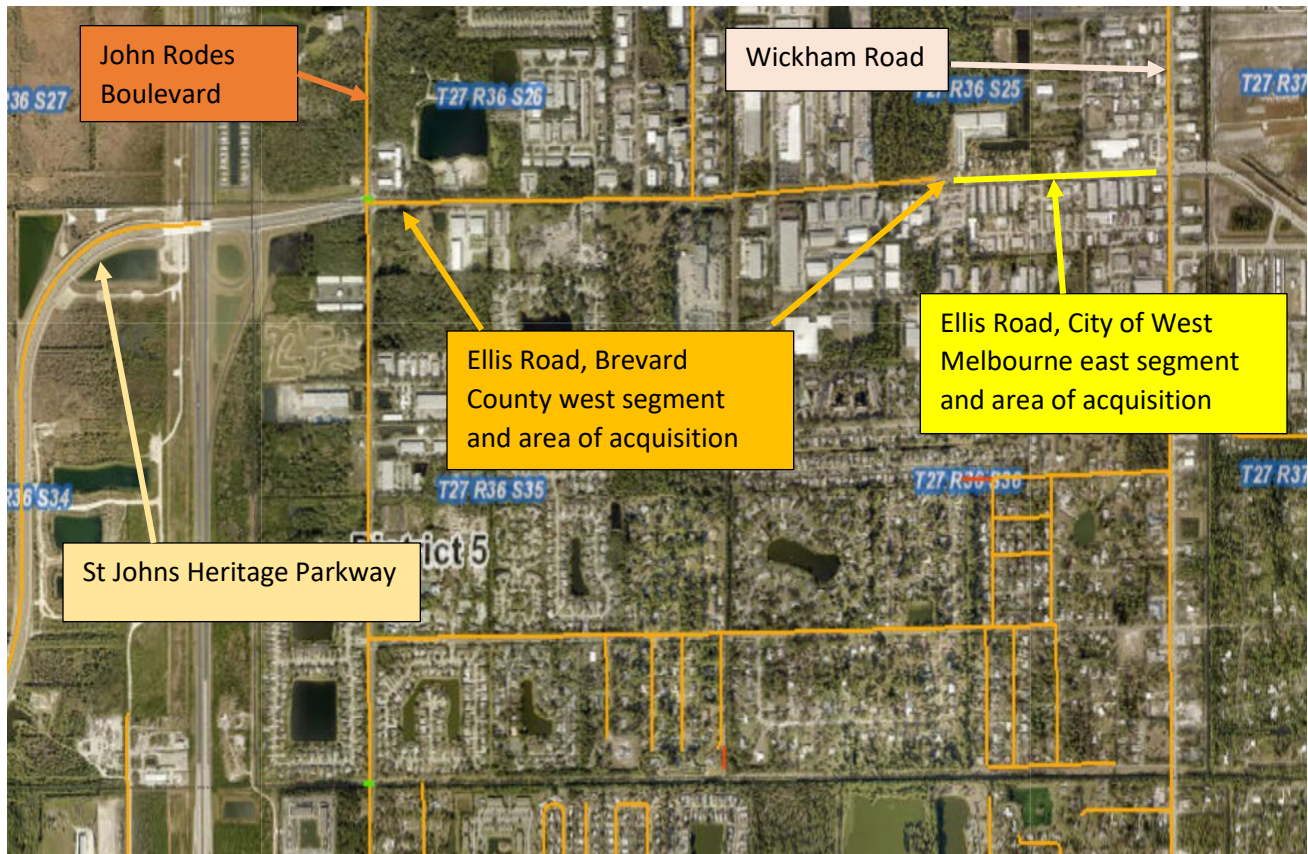 John Rodes
Boulevard
Wickham Road
R36 S27
T27 R36 S26
T27 R36 S25
T27 R37
Ellis Road, Brevard
County west segment
and area of acquisition
Ellis Road, City of West
Melbourne east segment
and area of acquisition
R36 S34
T27 R36 S35
T27 R36 S36
T27 R37
District 5
St Johns Heritage Parkway